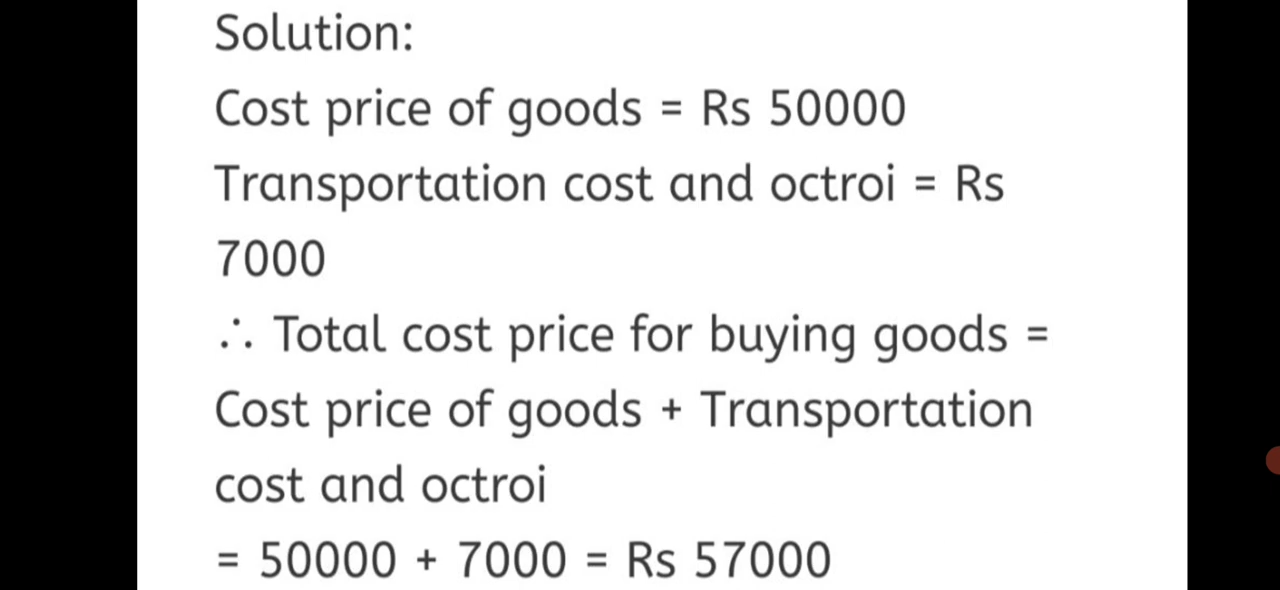 Solution:
Cost price of goods = Rs 50000
Transportation cost and octroi = Rs
7000
∴ Total cost price for buying goods =
Cost price of goods + Transportation
cost and octroi
= 50000 + 7000 = Rs 57000